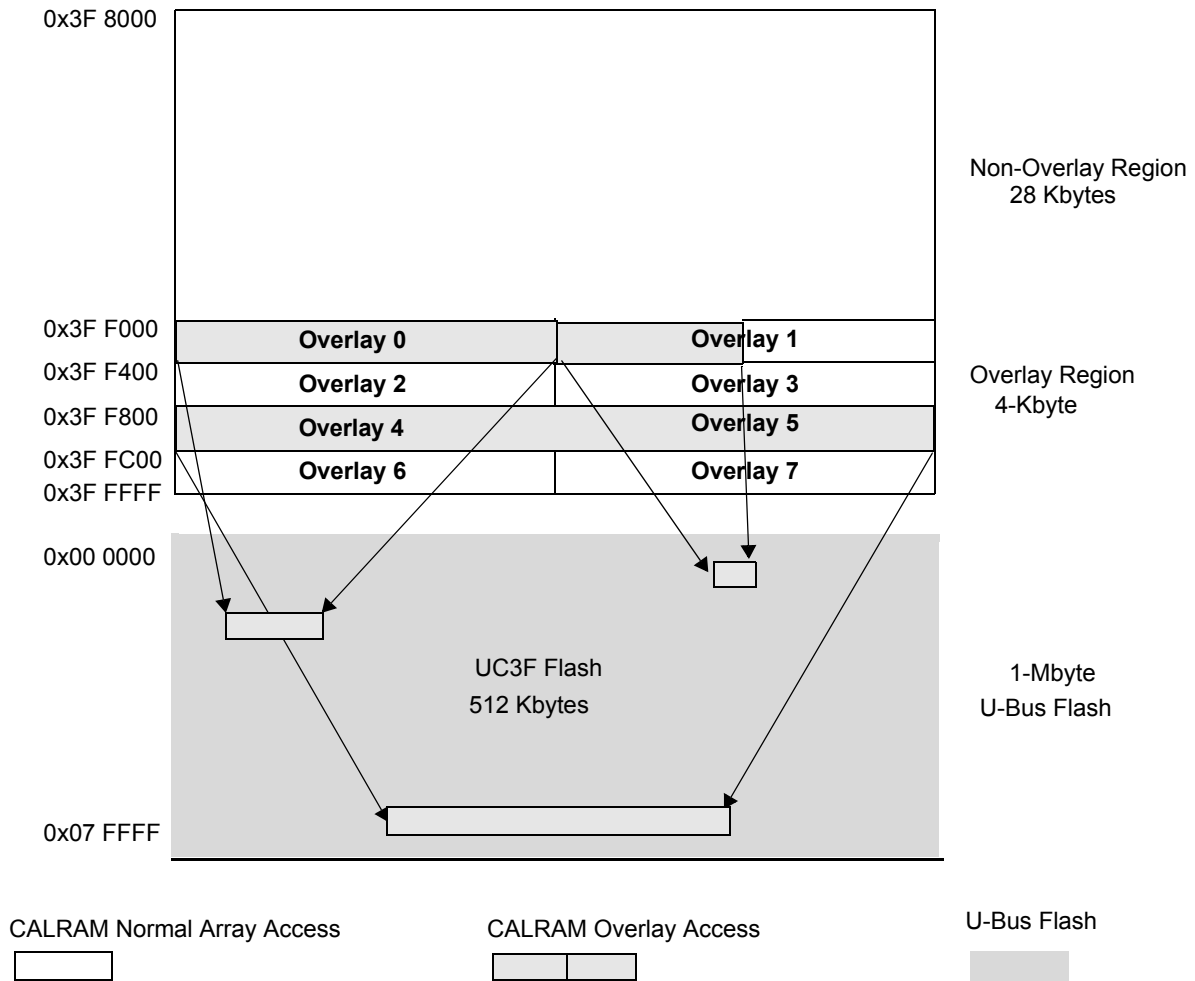 0x3F 8000
Non-Overlay Region
28 Kbytes
0x3F F000
Overlay 0
Overlay 1
0x3F F400
Overlay 2
Overlay 3
Overlay Region
4-Kbyte
0x3F F800
Overlay 4
Overlay 5
0x3F FC00
Overlay 6
Overlay 7
0x3F FFFF
0x00 0000
UC3F Flash
512 Kbytes
1-Mbyte
U-Bus Flash
0x07 FFFF
CALRAM Normal Array Access
CALRAM Overlay Access
U-Bus Flash